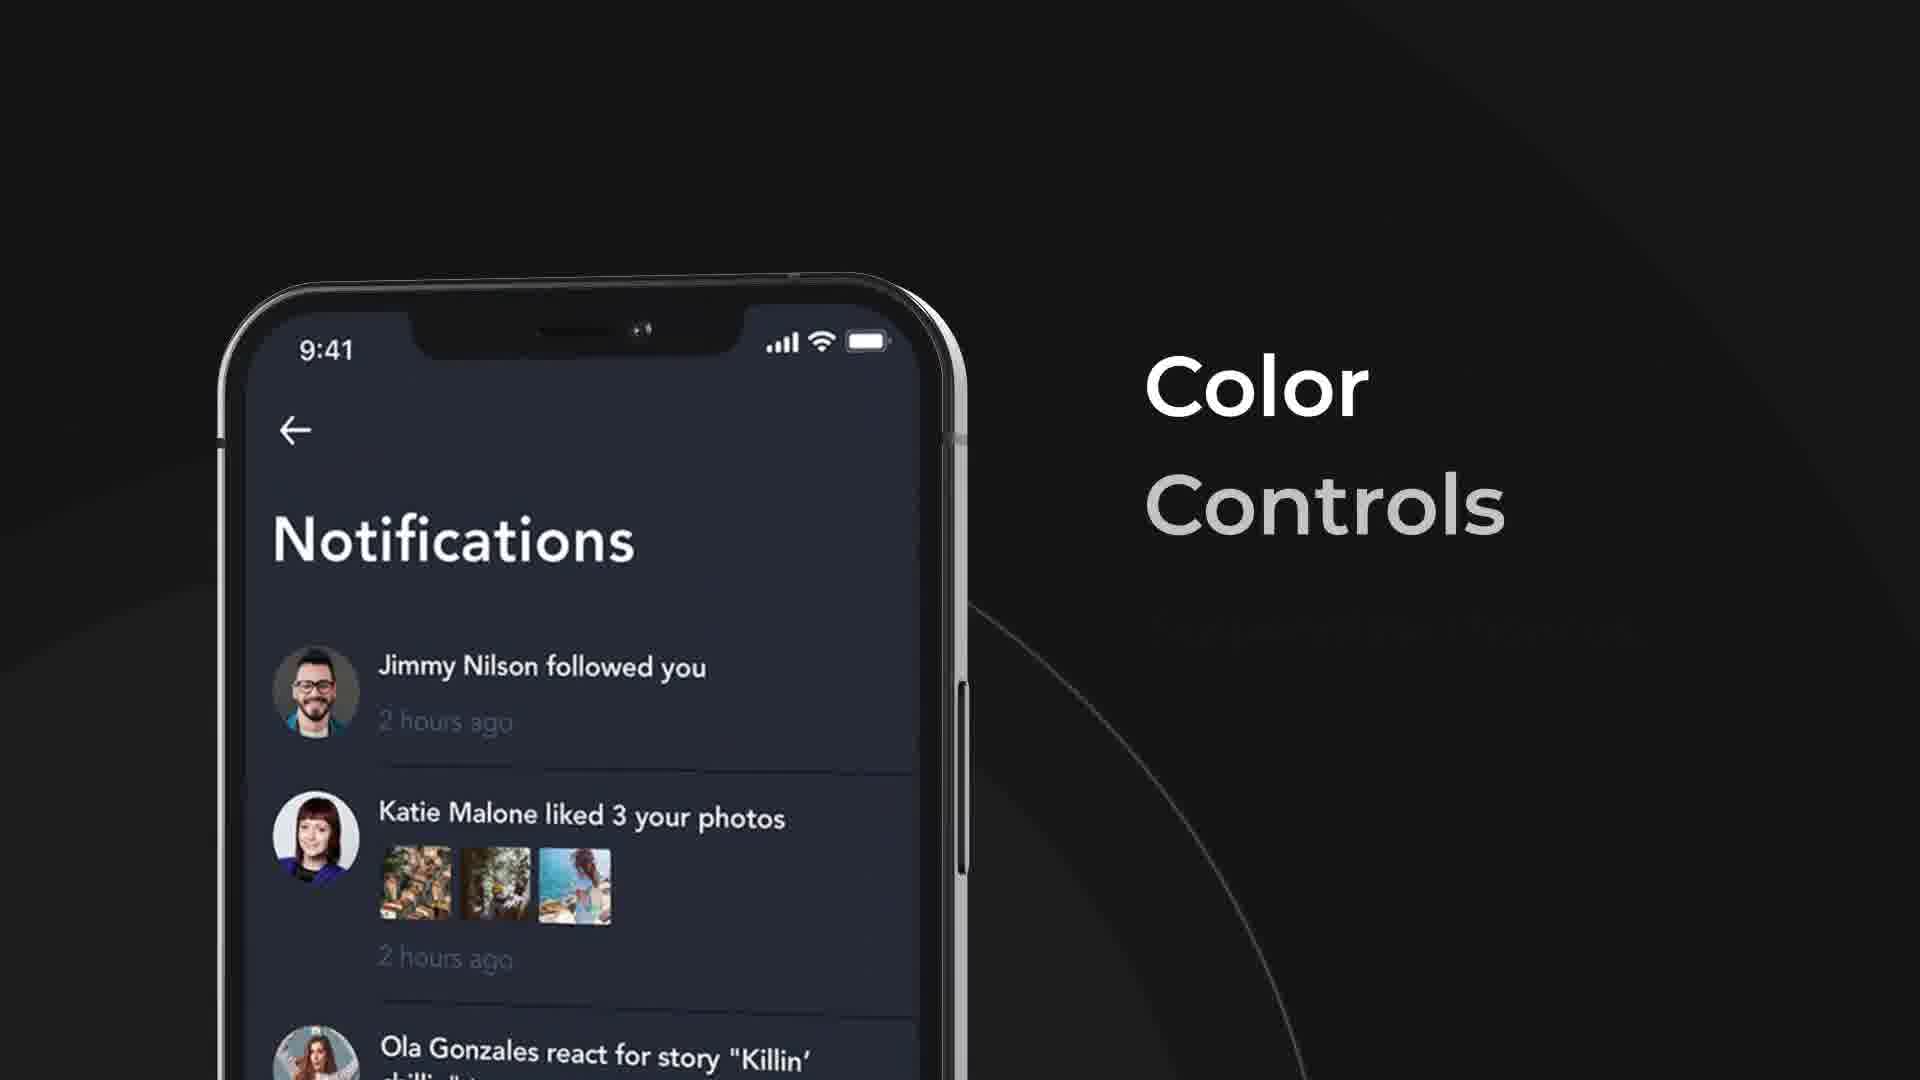 9:41
Notifications
Jimmy Nilson followed you
2 hours ago
Katie Malone liked 3 your photos
2 hours ago
Ola Gonzales react for story "Killin’
Color
Controls